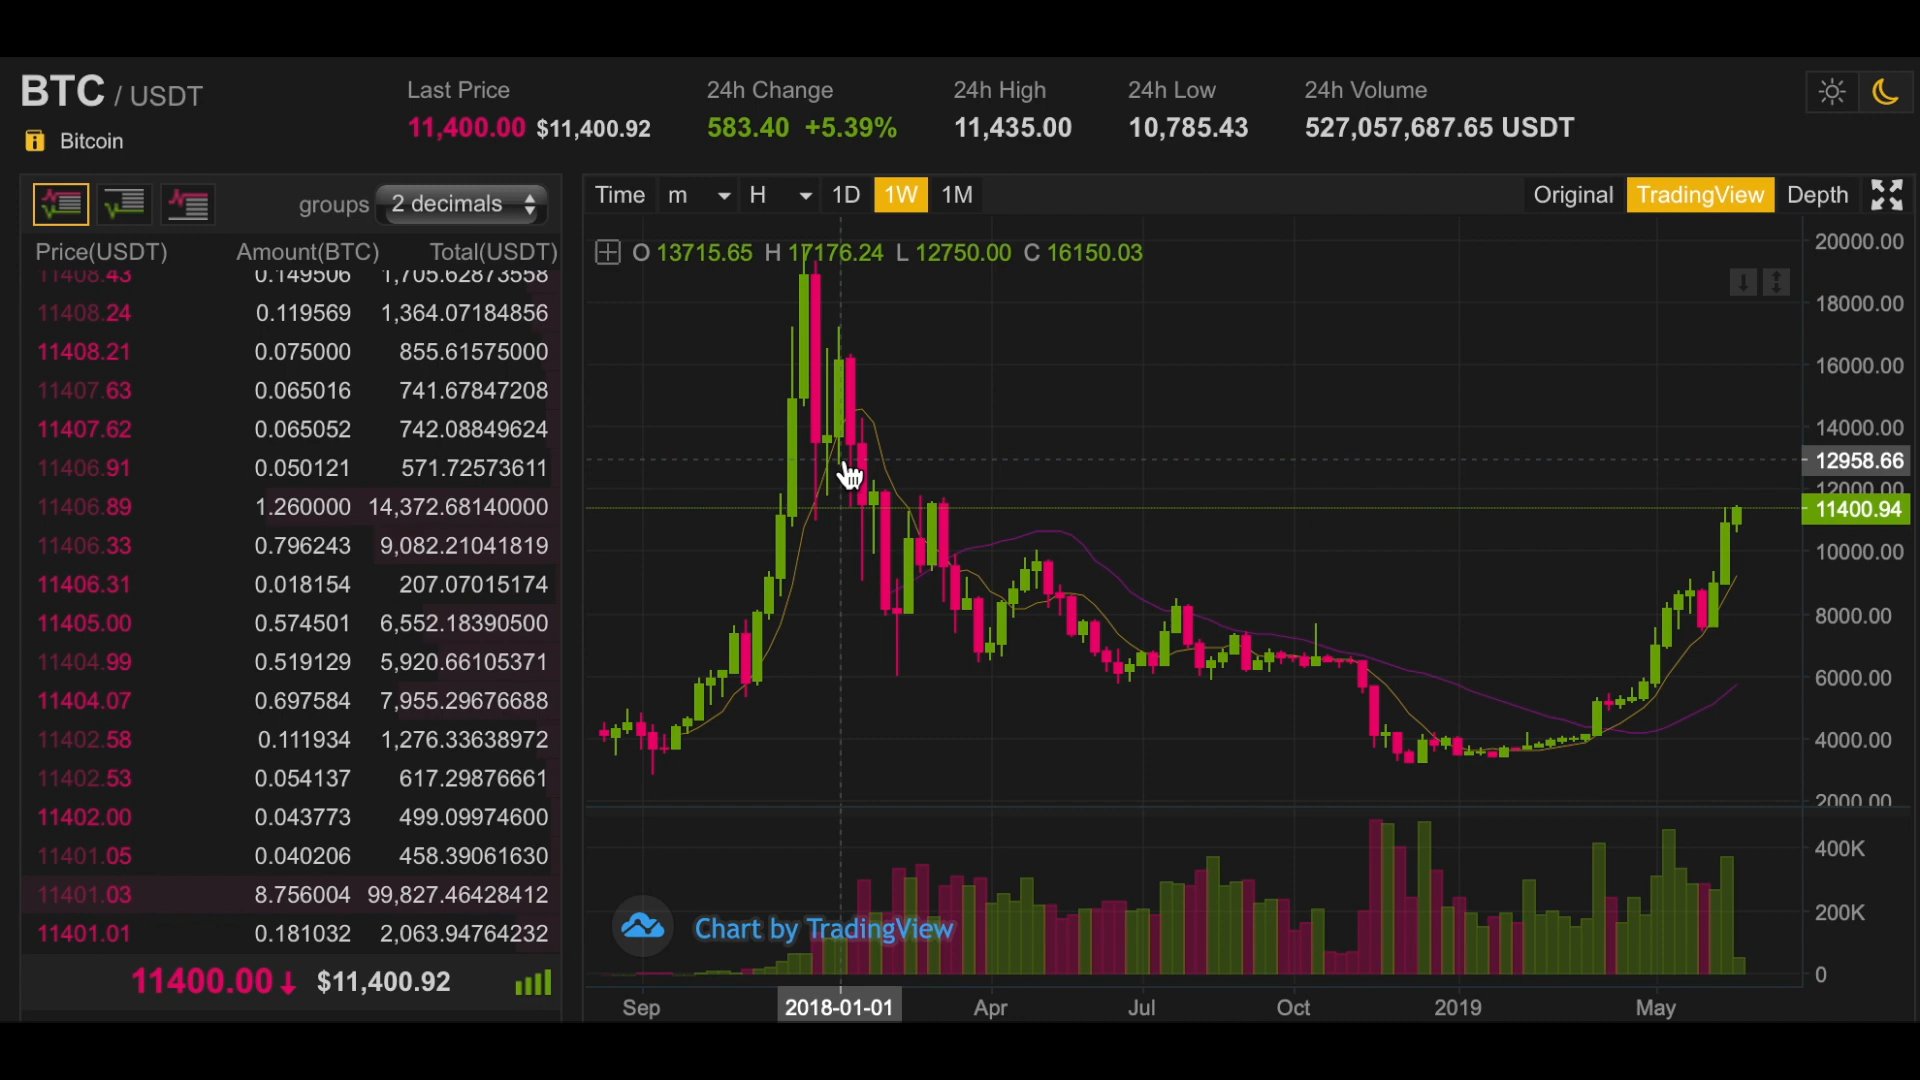 BTC / USDT
Bitcoin
Last Price
11,400.00 $11,400.92
24h Change
583.40 +5.39%
24h High
11,435.00
24h Low
10,785.43
24h Volume
527,057,687.65 USDT
groups 2 decimals
Price(USDT) Amount(BTC) Total(USDT)
11408.43 0.149506 1,705.62873558
11408.24 0.119569 1,364.07184856
11408.21 0.075000 855.61575000
11407.63 0.065016 741.67847208
11407.62 0.065052 742.08849624
11406.91 0.050121 571.72573611
11406.89 1.260000 14,372.68140000
11406.33 0.796243 9,082.21041819
11406.31 0.018154 207.07015174
11405.00 0.574501 6,552.18390500
11404.99 0.519129 5,920.66105371
11404.07 0.697584 7,955.29676688
11402.58 0.111934 1,276.33638972
11402.53 0.054137 617.29876661
11402.00 0.043773 499.09974600
11401.05 0.040206 458.39061630
11401.03 8.756004 99,827.46428412
11401.01 0.181032 2,063.94764232
11400.00↓ $11,400.92
Time m H 1D 1W 1M
Original TradingView Depth
O 13715.65 H 17176.24 L 12750.00 C 16150.03
20000.00
18000.00
16000.00
14000.00
12958.66
12000.00
11400.94
10000.00
8000.00
6000.00
4000.00
2000.00
400K
200K
0
Chart by TradingView
Sep 2018-01-01 Apr Jul Oct 2019 May